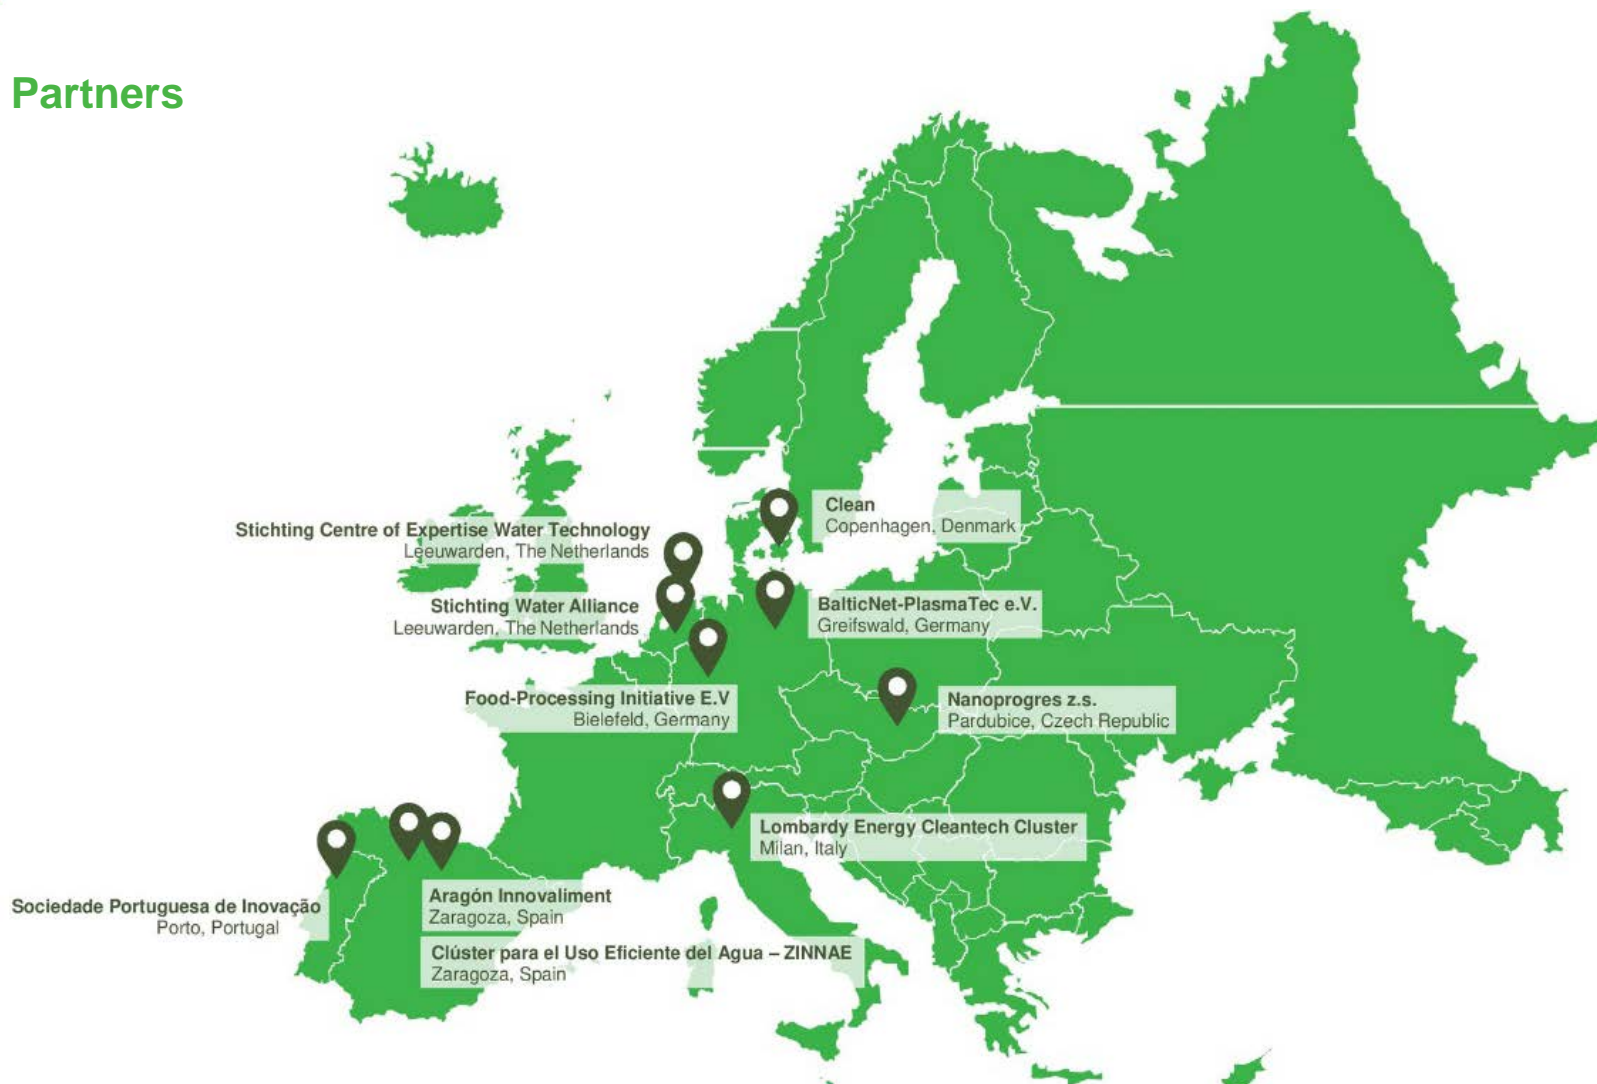 Partners
Clean
Copenhagen, Denmark
Stichting Centre of Expertise Water Technology
Leeuwarden, The Netherlands
Stichting Water Alliance
Leeuwarden, The Netherlands
BalticNet-PlasmaTec e.V.
Greifswald, Germany
Food-Processing Initiative E.V
Bielefeld, Germany
Nanoprogres z.s.
Pardubice, Czech Republic
Lombardy Energy Cleantech Cluster
Milan, Italy
Sociedade Portuguesa de Inovação
Porto, Portugal
Aragón Innovaliment
Zaragoza, Spain
Clúster para el Uso Eficiente del Agua – ZINNAE
Zaragoza, Spain